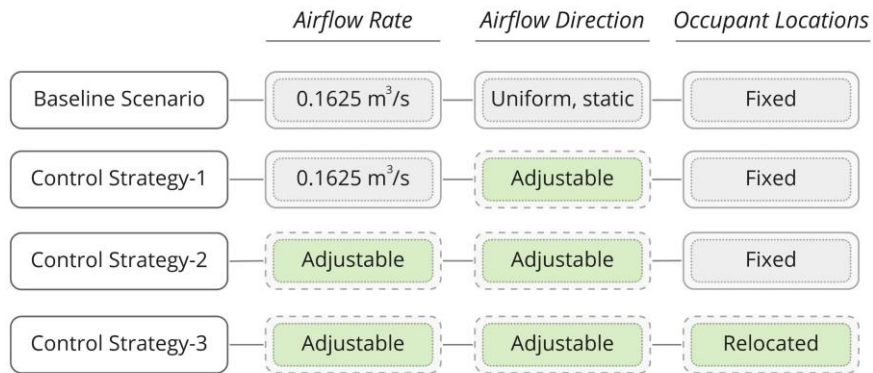 Airflow Rate Airflow Direction Occupant Locations
Baseline Scenario 0.1625 m³/s Uniform, static Fixed
Control Strategy-1 0.1625 m³/s Adjustable Fixed
Control Strategy-2 Adjustable Adjustable Fixed
Control Strategy-3 Adjustable Adjustable Relocated